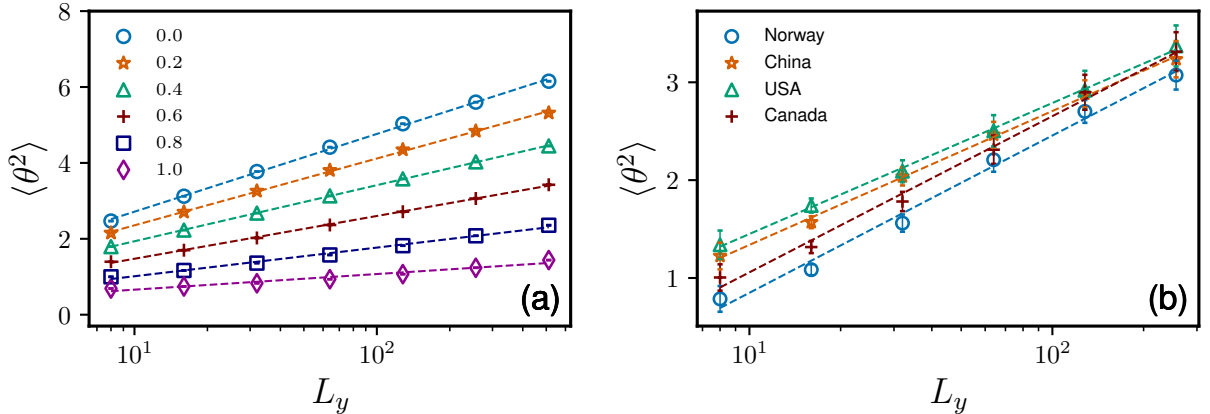 8
6
4
2
0
⟨θ²⟩
0.0
0.2
0.4
0.6
0.8
1.0
(a)
10¹
10²
L_y
3
2
1
⟨θ²⟩
Norway
China
USA
Canada
(b)
10¹
10²
L_y